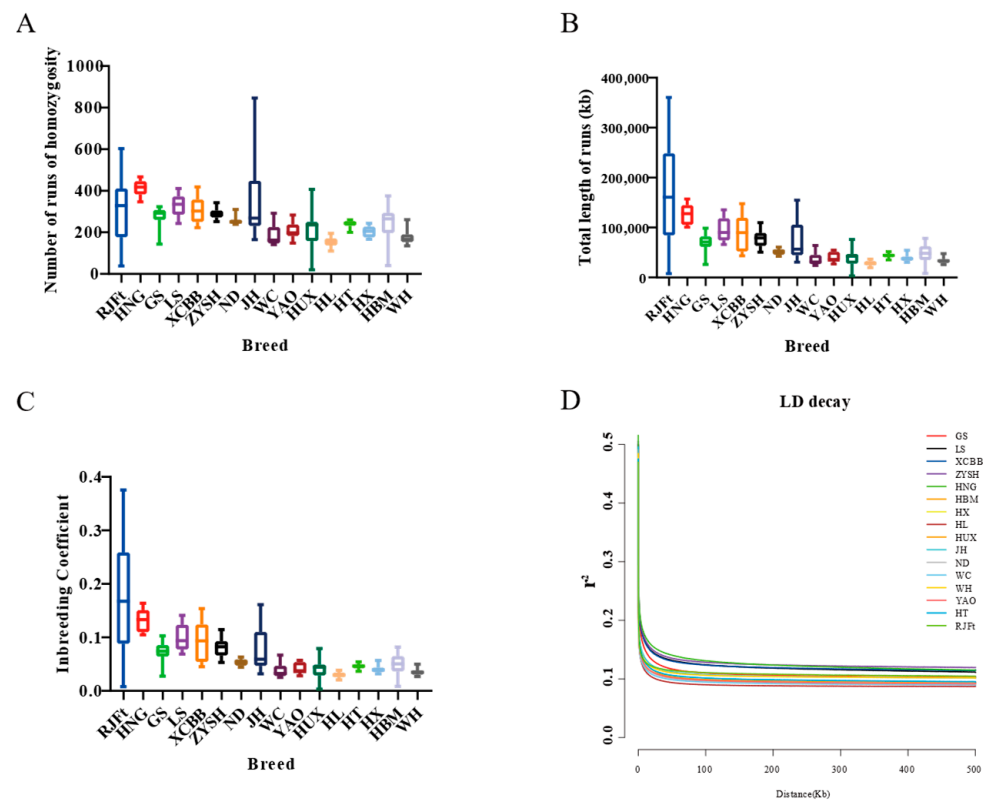 A
Number of runs of homozygosity
1000
800
600
400
200
0
RJFt
HNG
GS
LS
XCBB
ZYSH
ND
JH
WC
YAO
HUX
HL
HT
HX
HBM
WH
Breed
B
Total length of runs (kb)
400,000
300,000
200,000
100,000
0
RJFt
HNG
GS
LS
XCBB
ZYSH
ND
JH
WC
YAO
HUX
HL
HT
HX
HBM
WH
Breed
C
Inbreeding Coefficient
0.4
0.3
0.2
0.1
0.0
RJFt
HNG
GS
LS
XCBB
ZYSH
ND
JH
WC
YAO
HUX
HL
HT
HX
HBM
WH
Breed
D
LD decay
r²
0.5
0.4
0.3
0.2
0.1
0.0
0
100
200
300
400
500
Distance(Kb)
GS
LS
XCBB
ZYSH
HNG
HBM
HX
HL
HUX
JH
ND
WC
WH
YAO
HT
RJFt